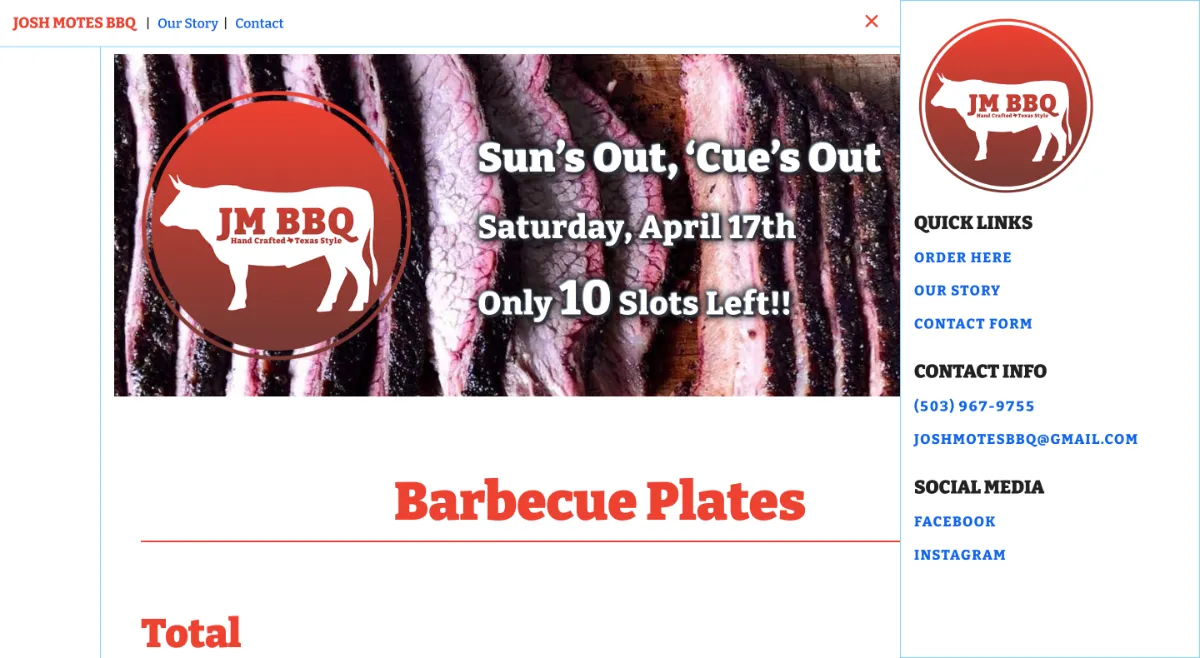 JOSH MOTES BBQ | Our Story | Contact
JM BBQ
Hand Crafted Texas Style
Sun’s Out, ‘Cue’s Out
Saturday, April 17th
Only 10 Slots Left!!
Barbecue Plates
Total
JM BBQ
Hand Crafted Texas Style
QUICK LINKS
ORDER HERE
OUR STORY
CONTACT FORM
CONTACT INFO
(503) 967-9755
JOSHMOTESBBQ@GMAIL.COM
SOCIAL MEDIA
FACEBOOK
INSTAGRAM